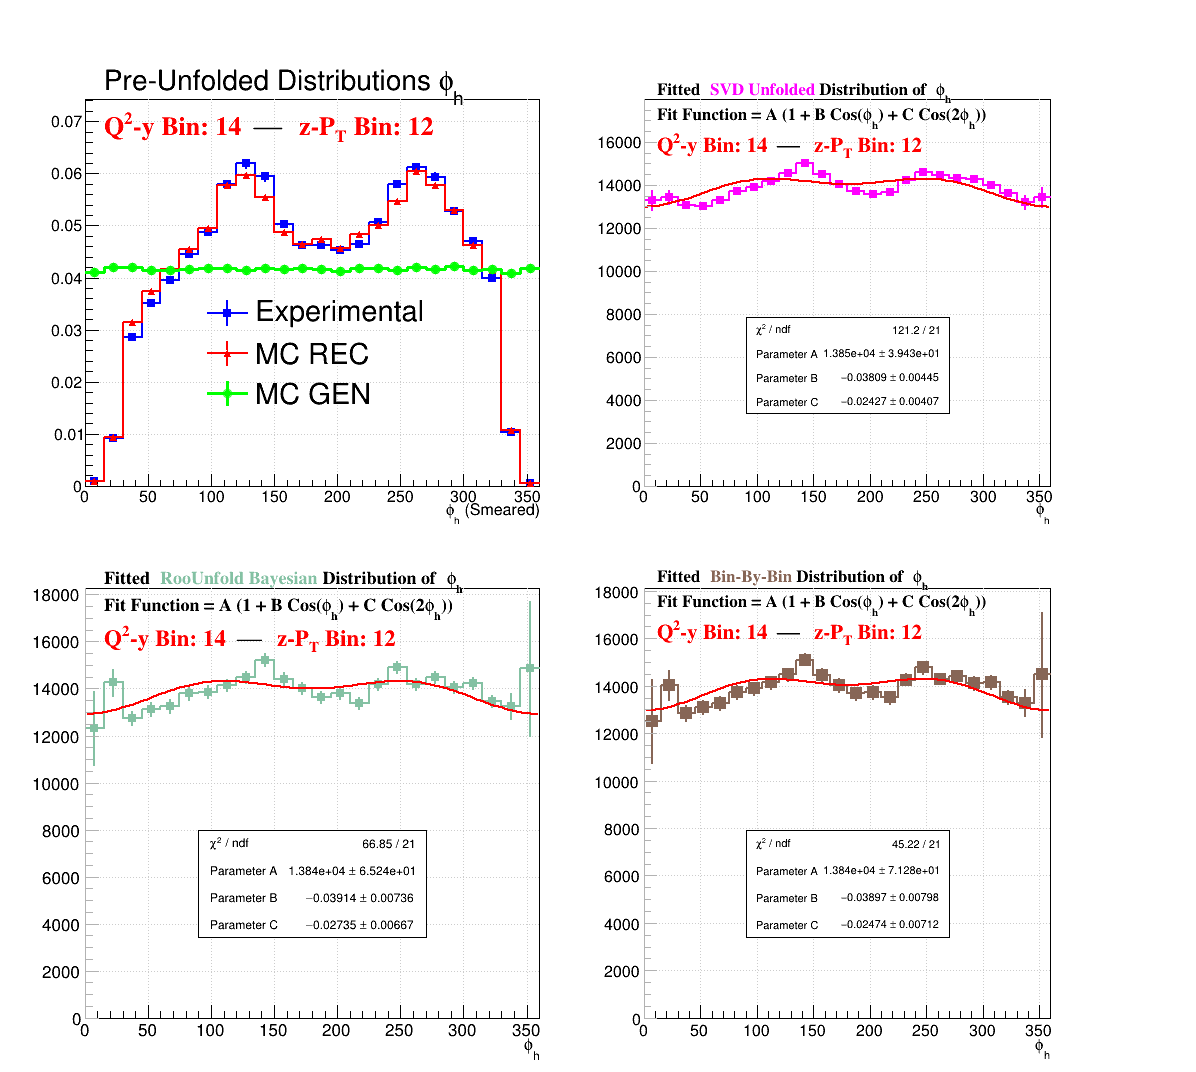 Pre-Unfolded Distributions ϕh
Q²-y Bin: 14 — z-PT Bin: 12
0.07
0.06
0.05
0.04
0.03
0.02
0.01
0
Experimental
MC REC
MC GEN
0 50 100 150 200 250 300 350
ϕh (Smeared)
Fitted SVD Unfolded Distribution of ϕh
Fit Function = A (1 + B Cos(ϕh) + C Cos(2ϕh))
Q²-y Bin: 14 — z-PT Bin: 12
16000
14000
12000
10000
8000
6000
4000
2000
0
χ² / ndf 121.2 / 21
Parameter A 1.385e+04 ± 3.943e+01
Parameter B −0.03809 ± 0.00445
Parameter C −0.02427 ± 0.00407
0 50 100 150 200 250 300 350
ϕh
Fitted RooUnfold Bayesian Distribution of ϕh
Fit Function = A (1 + B Cos(ϕh) + C Cos(2ϕh))
Q²-y Bin: 14 — z-PT Bin: 12
18000
16000
14000
12000
10000
8000
6000
4000
2000
0
χ² / ndf 66.85 / 21
Parameter A 1.384e+04 ± 6.524e+01
Parameter B −0.03914 ± 0.00736
Parameter C −0.02735 ± 0.00667
0 50 100 150 200 250 300 350
ϕh
Fitted Bin-By-Bin Distribution of ϕh
Fit Function = A (1 + B Cos(ϕh) + C Cos(2ϕh))
Q²-y Bin: 14 — z-PT Bin: 12
18000
16000
14000
12000
10000
8000
6000
4000
2000
0
χ² / ndf 45.22 / 21
Parameter A 1.384e+04 ± 7.128e+01
Parameter B −0.03897 ± 0.00798
Parameter C −0.02474 ± 0.00712
0 50 100 150 200 250 300 350
ϕh